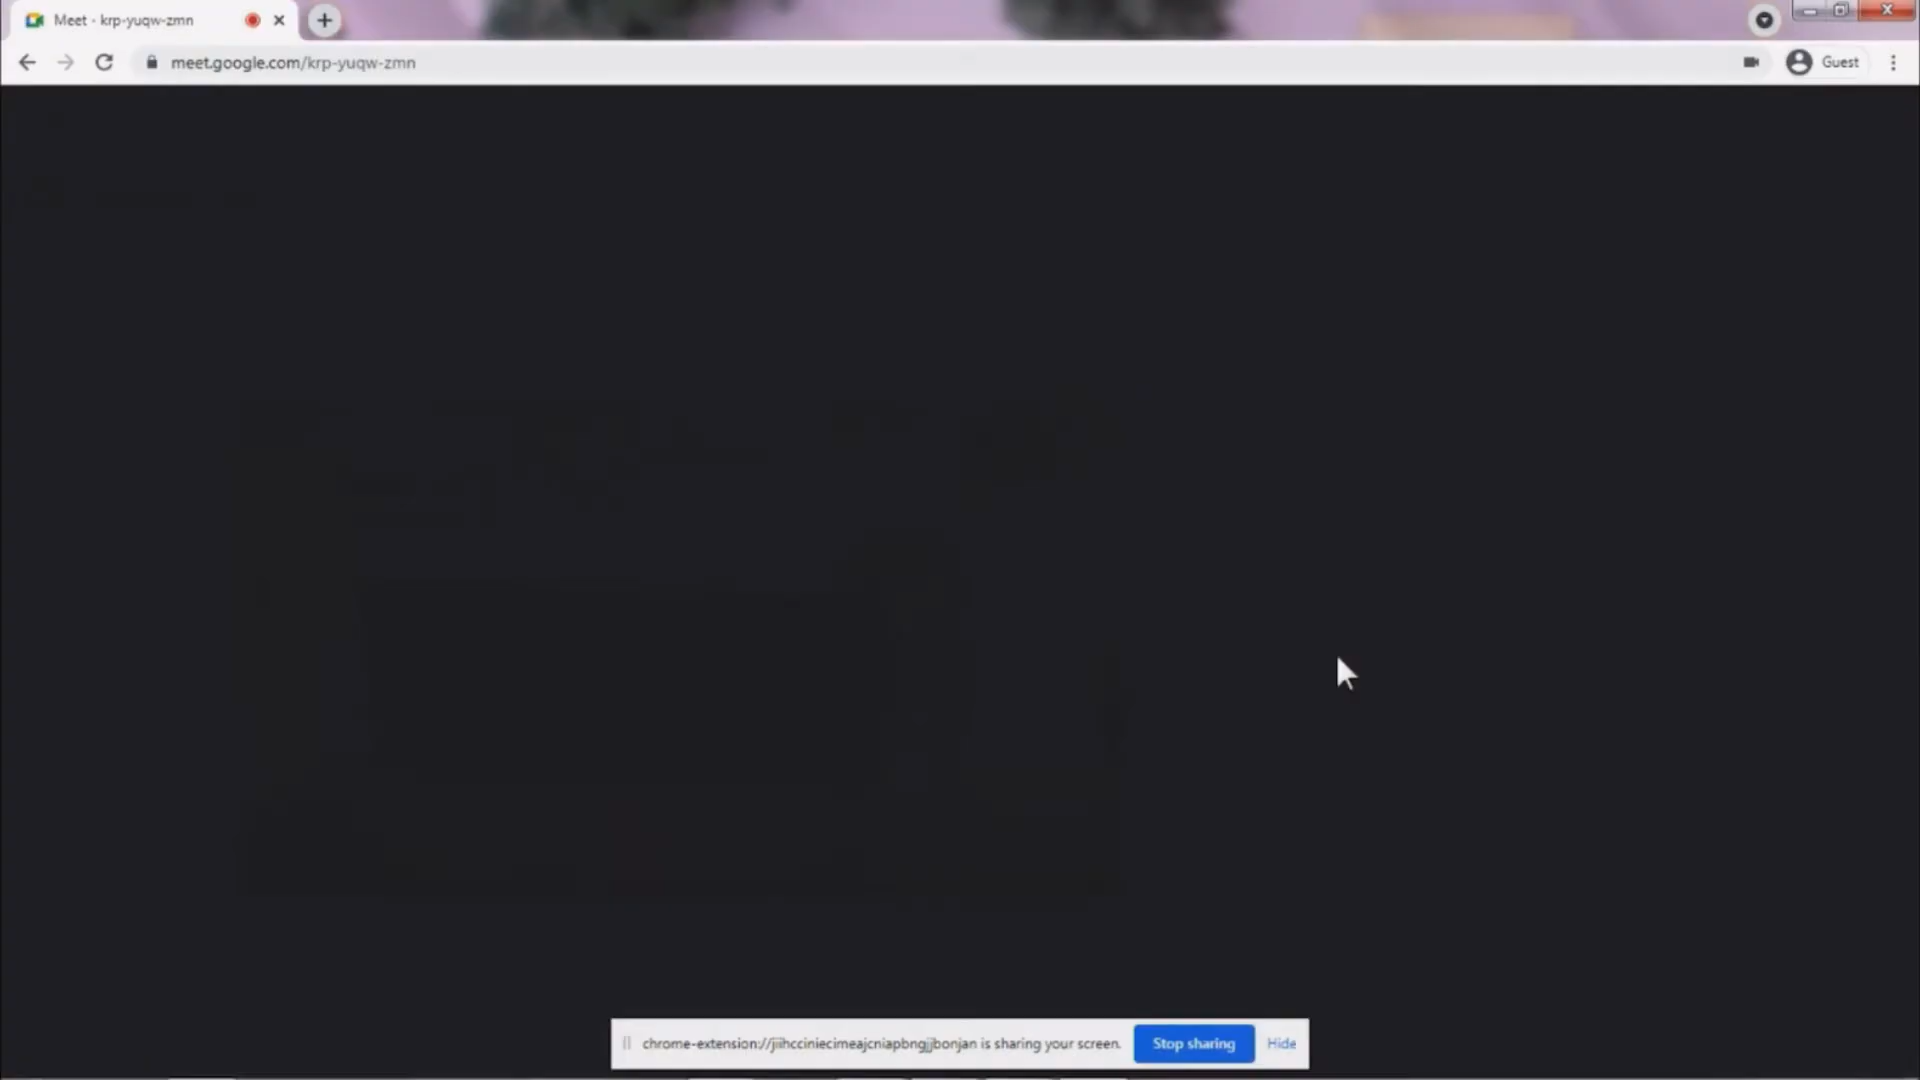 Meet - krp-yuqw-zmn
meet.google.com/krp-yuqw-zmn
Guest
chrome-extension://jiihcciniecimeajcniapbngjjbonjan is sharing your screen.
Stop sharing
Hide